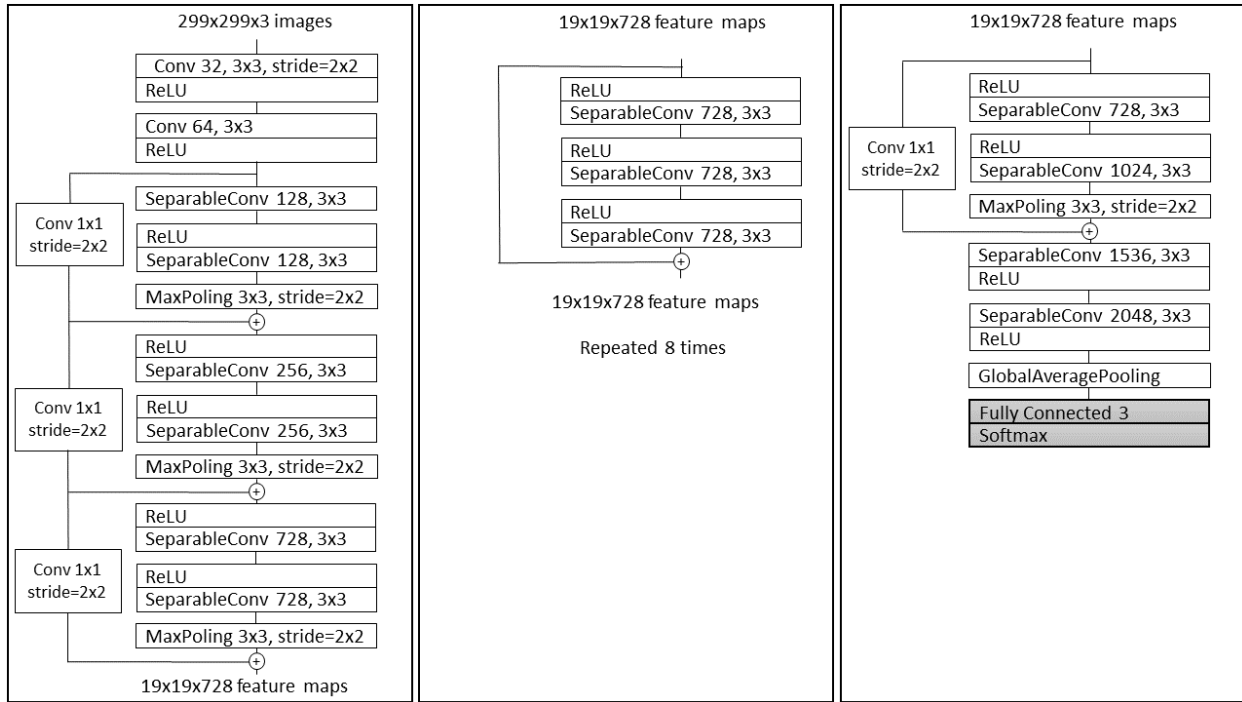 299x299x3 images
Conv 32, 3x3, stride=2x2
ReLU
Conv 64, 3x3
ReLU
SeparableConv 128, 3x3
Conv 1x1
stride=2x2
ReLU
SeparableConv 128, 3x3
MaxPoling 3x3, stride=2x2
+
ReLU
SeparableConv 256, 3x3
Conv 1x1
stride=2x2
ReLU
SeparableConv 256, 3x3
MaxPoling 3x3, stride=2x2
+
ReLU
SeparableConv 728, 3x3
Conv 1x1
stride=2x2
ReLU
SeparableConv 728, 3x3
MaxPoling 3x3, stride=2x2
+
19x19x728 feature maps
19x19x728 feature maps
ReLU
SeparableConv 728, 3x3
ReLU
SeparableConv 728, 3x3
ReLU
SeparableConv 728, 3x3
+
19x19x728 feature maps
Repeated 8 times
19x19x728 feature maps
ReLU
SeparableConv 728, 3x3
Conv 1x1
stride=2x2
ReLU
SeparableConv 1024, 3x3
MaxPoling 3x3, stride=2x2
+
SeparableConv 1536, 3x3
ReLU
SeparableConv 2048, 3x3
ReLU
GlobalAveragePooling
Fully Connected 3
Softmax